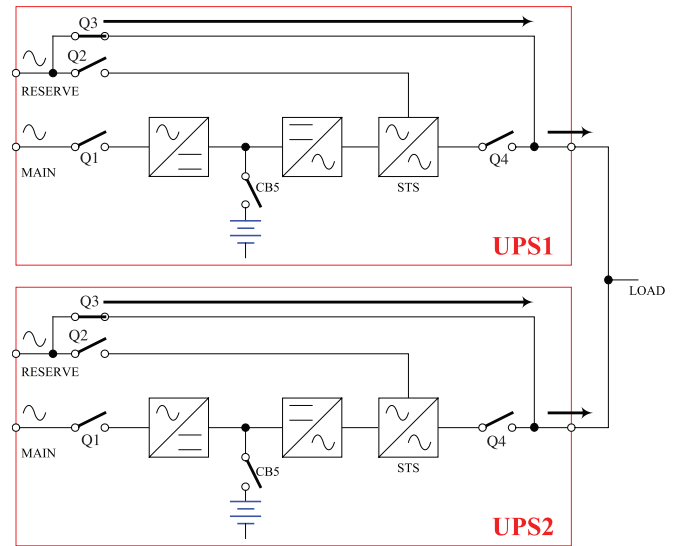 Q3
Q2
RESERVE
Q1
MAIN
CB5
STS
Q4
UPS1
LOAD
Q3
Q2
RESERVE
Q1
MAIN
CB5
STS
Q4
UPS2